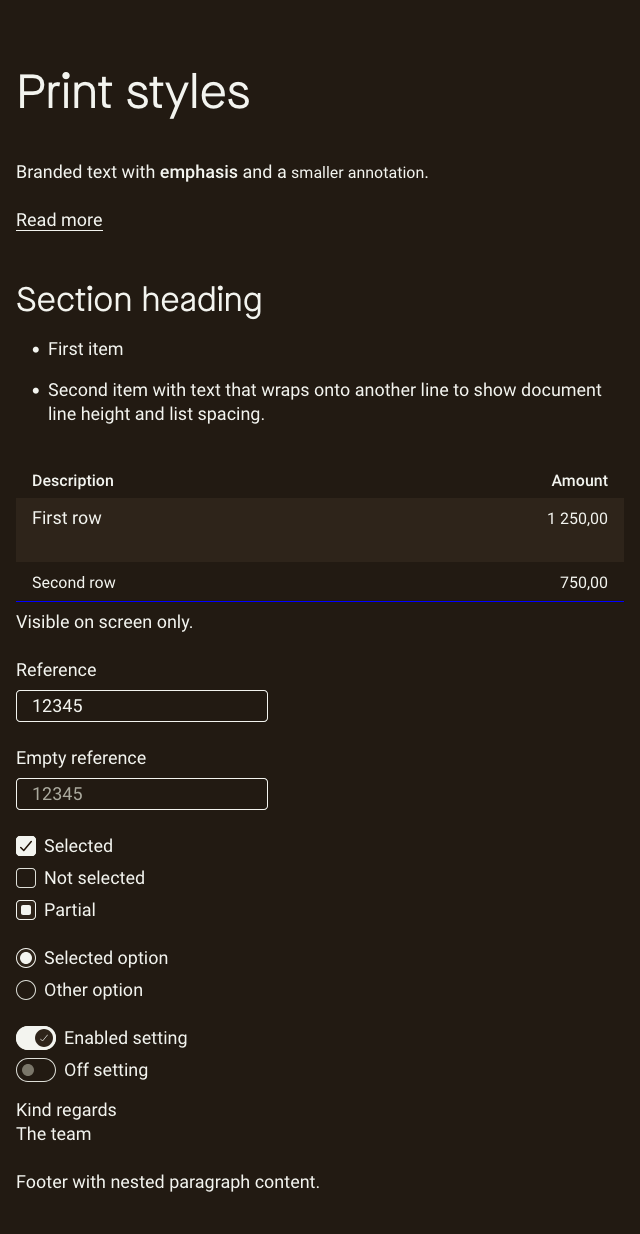 Print styles
Branded text with emphasis and a smaller annotation.
Read more
Section heading
• First item
• Second item with text that wraps onto another line to show document
line height and list spacing.
Description Amount
First row 1 250,00
Second row 750,00
Visible on screen only.
Reference
12345
Empty reference
12345
Selected
Not selected
Partial
Selected option
Other option
Enabled setting
Off setting
Kind regards
The team
Footer with nested paragraph content.